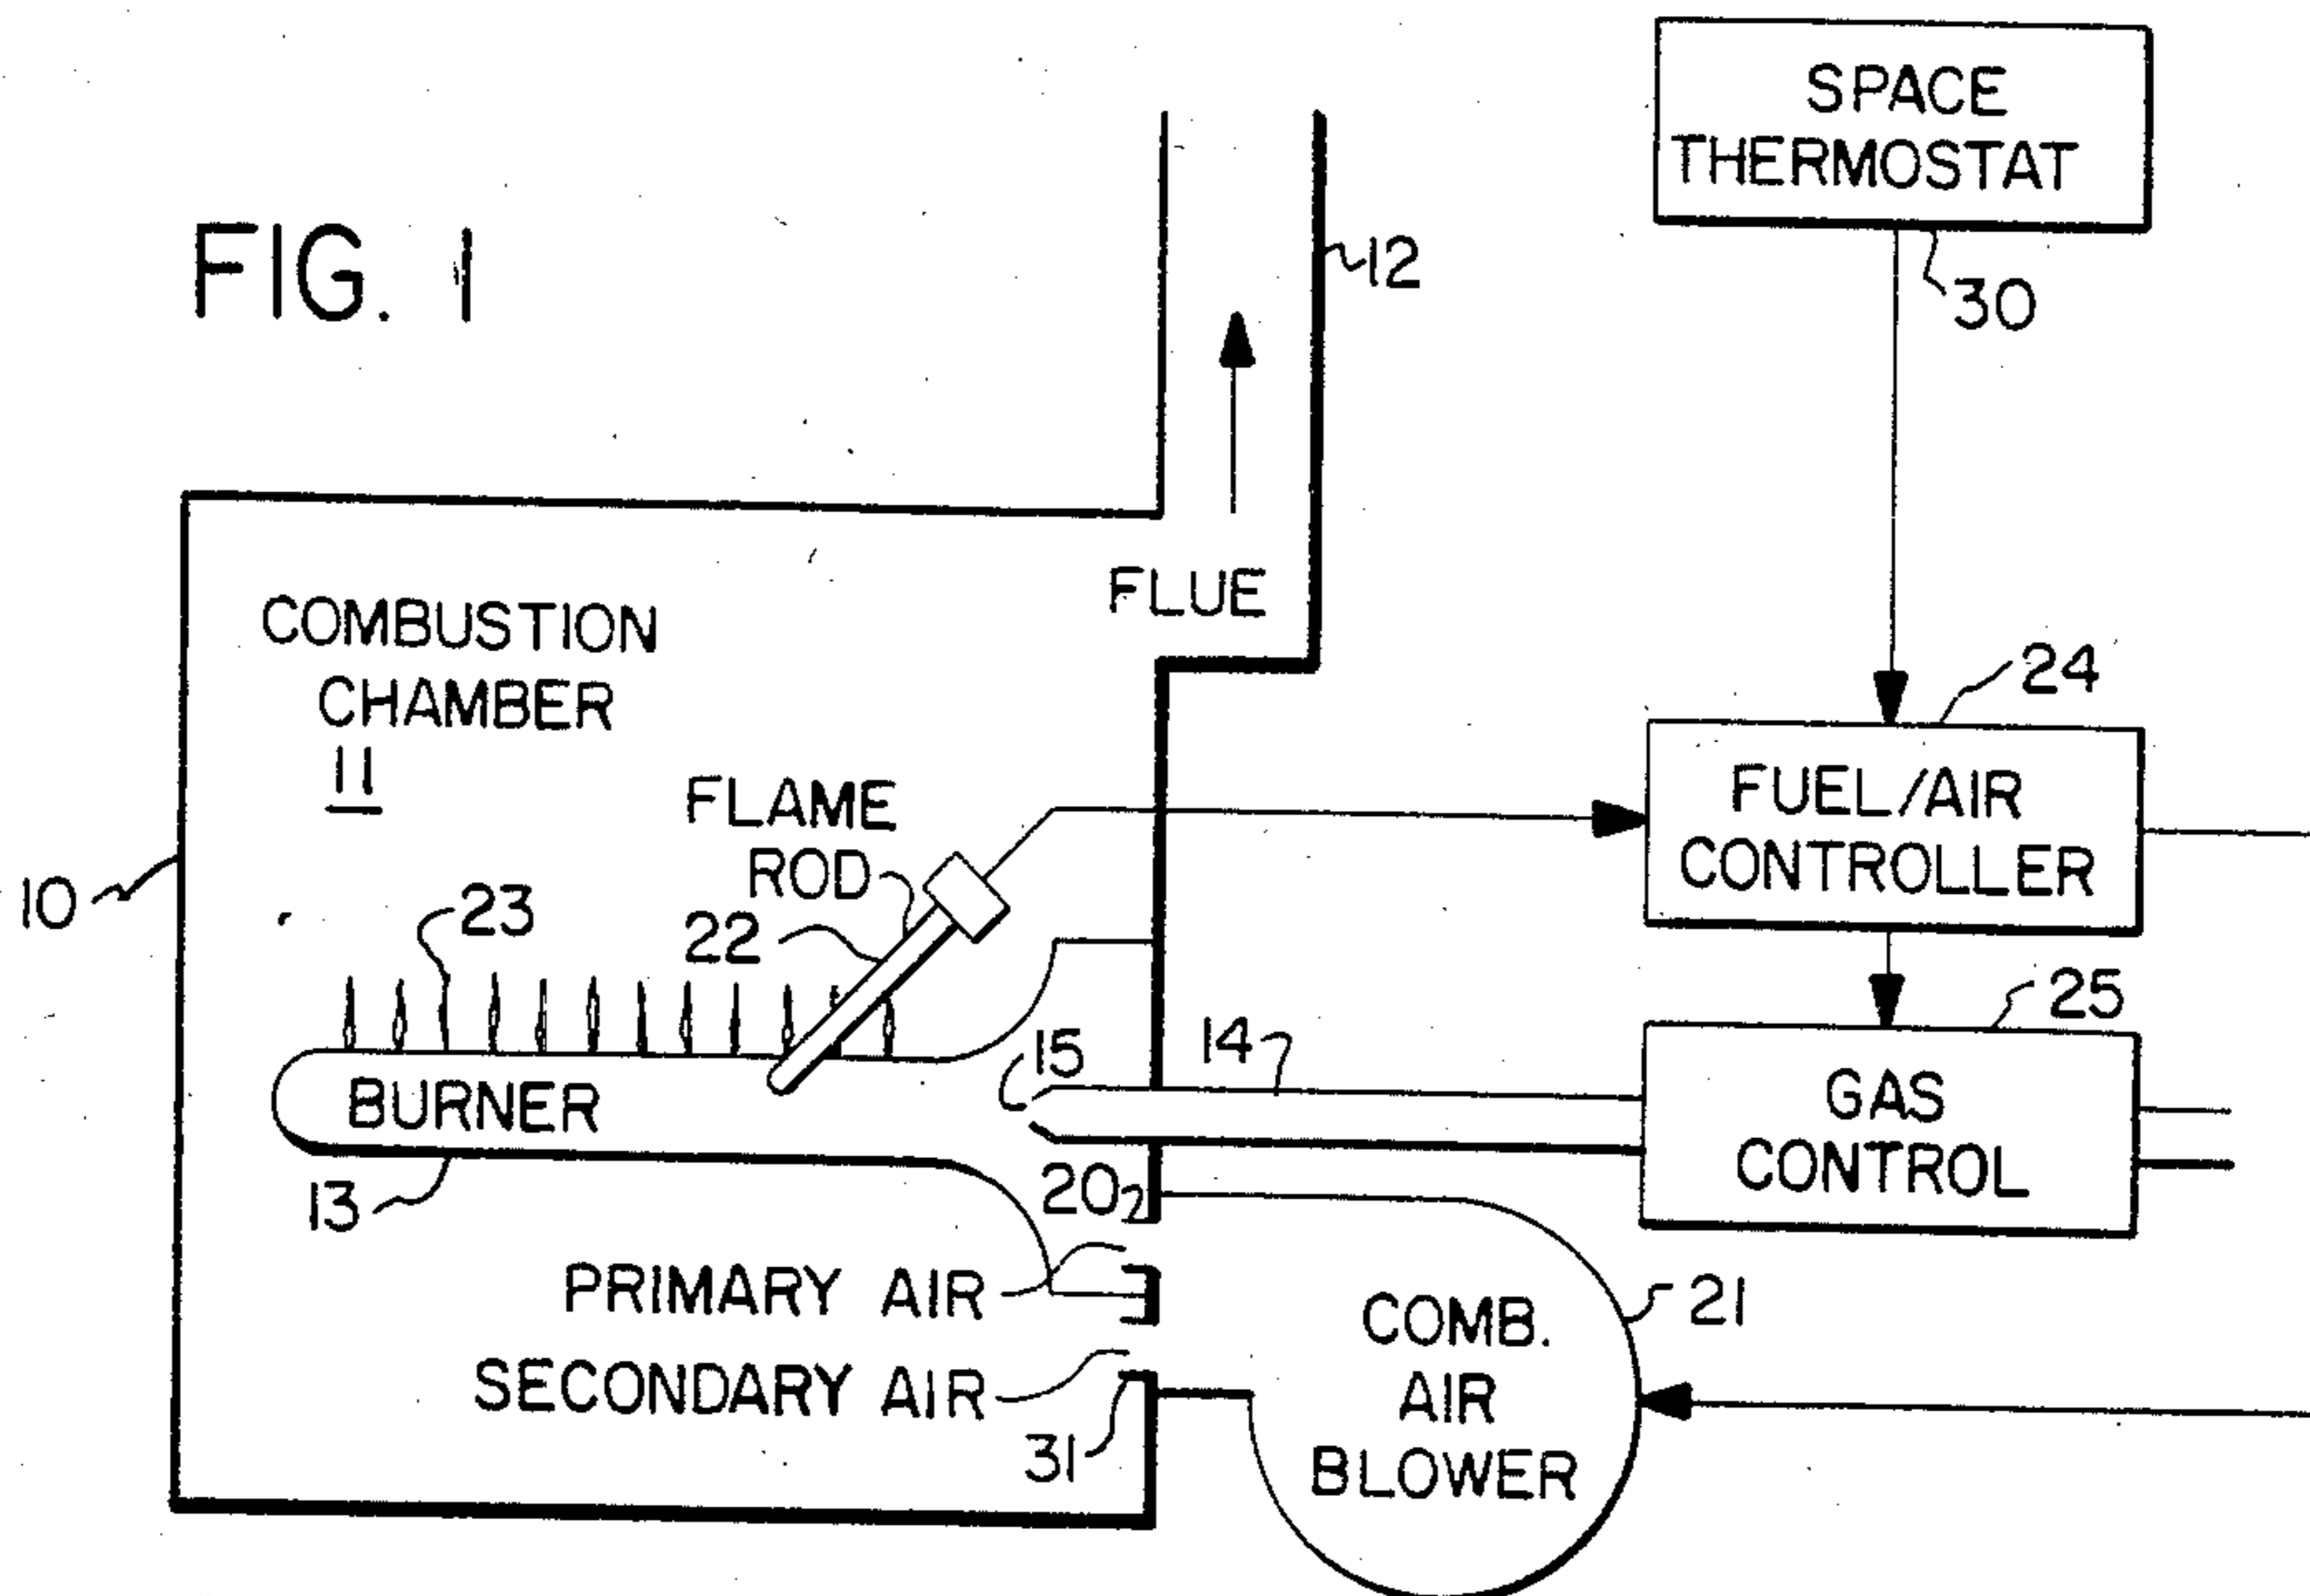 FIG. 1
SPACE
THERMOSTAT
30
12
FLUE
COMBUSTION
CHAMBER
11
10
FLAME
ROD
22
23
24
FUEL/AIR
CONTROLLER
25
GAS
CONTROL
14
15
BURNER
13
20
PRIMARY AIR
SECONDARY AIR
31
21
COMB.
AIR
BLOWER